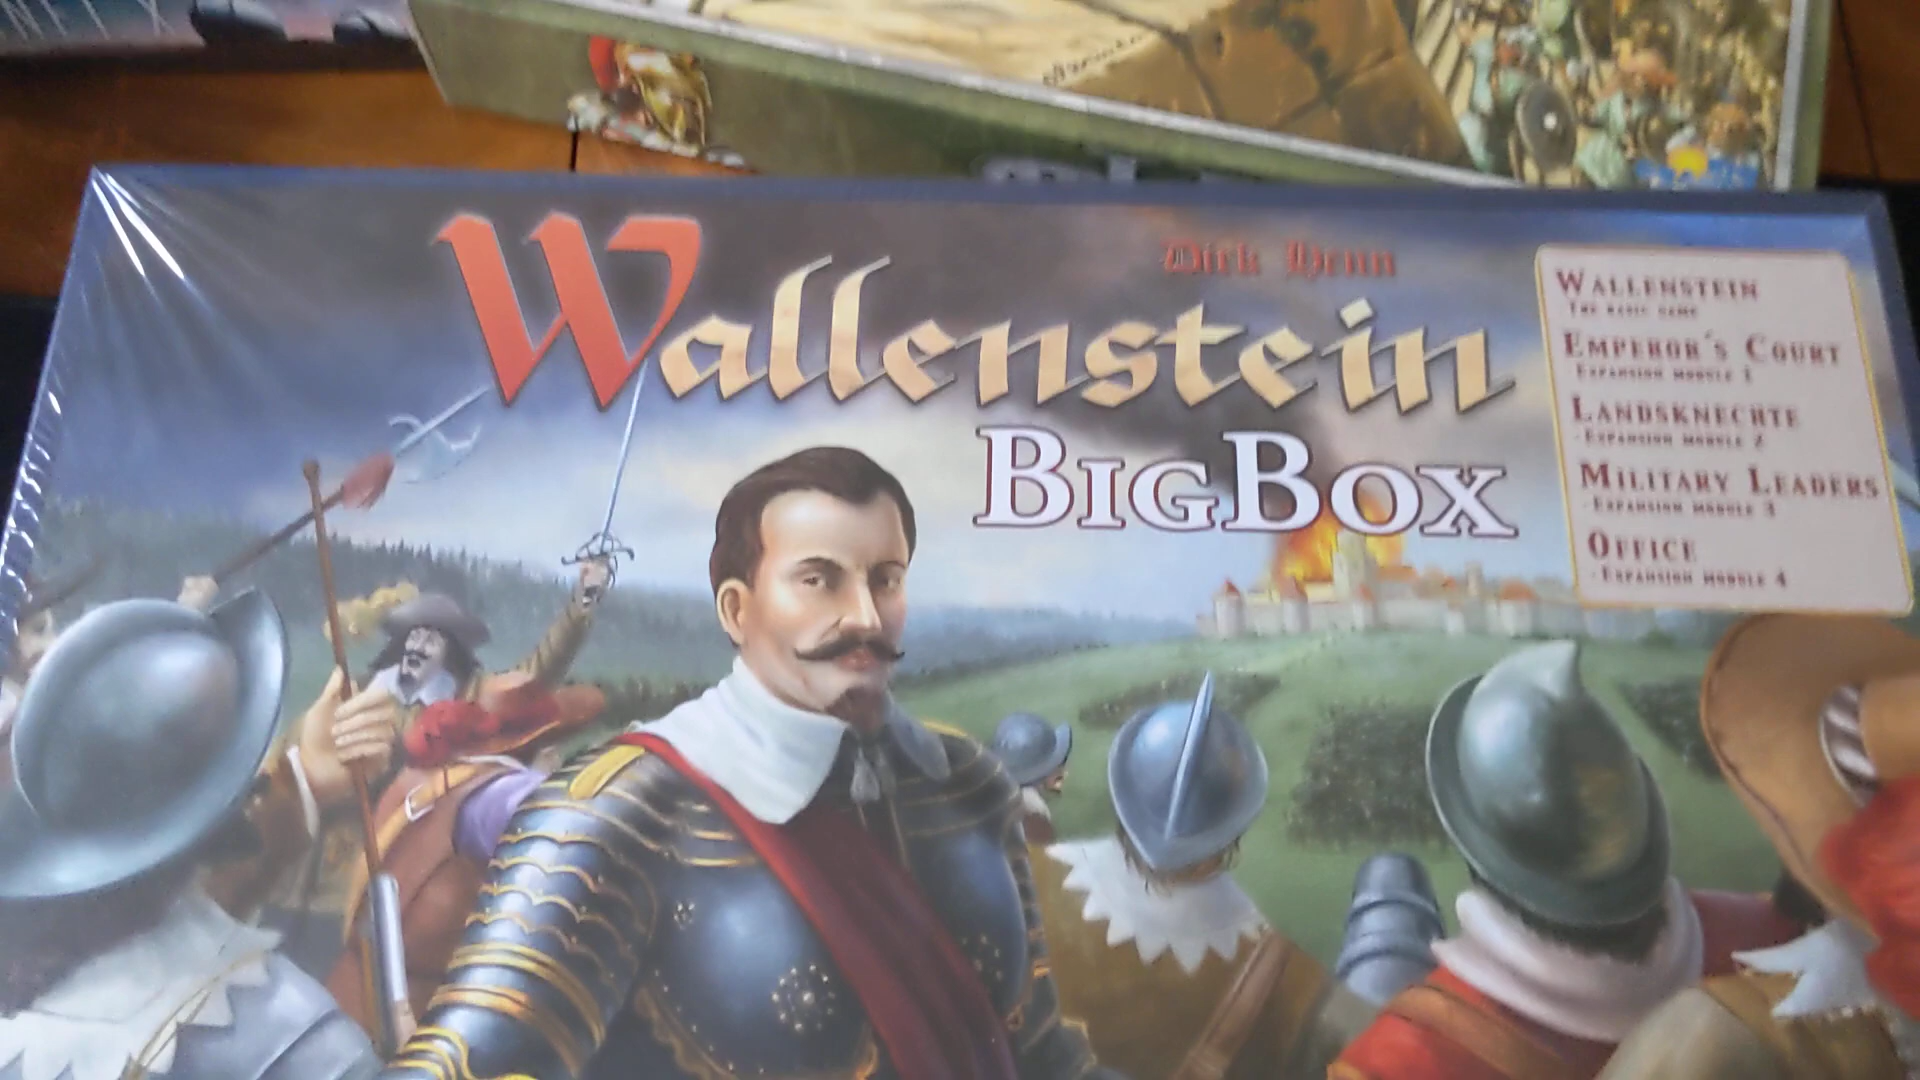 Dirk Henn
Wallenstein
BIGBOX
WALLENSTEIN
THE BASIC GAME
EMPEROR'S COURT
EXPANSION MODULE 1
LANDSKNECHTE
- EXPANSION MODULE 2
MILITARY LEADERS
- EXPANSION MODULE 3
OFFICE
- EXPANSION MODULE 4